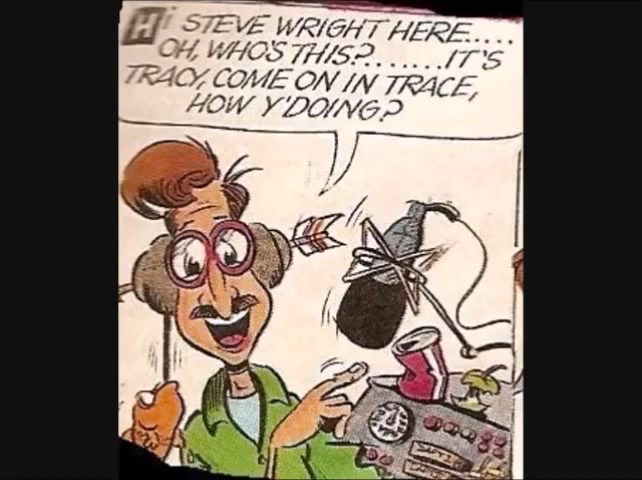 Hi STEVE WRIGHT HERE.....
OH, WHO'S THIS?.......IT'S
TRACY, COME ON IN TRACE,
HOW Y'DOING?